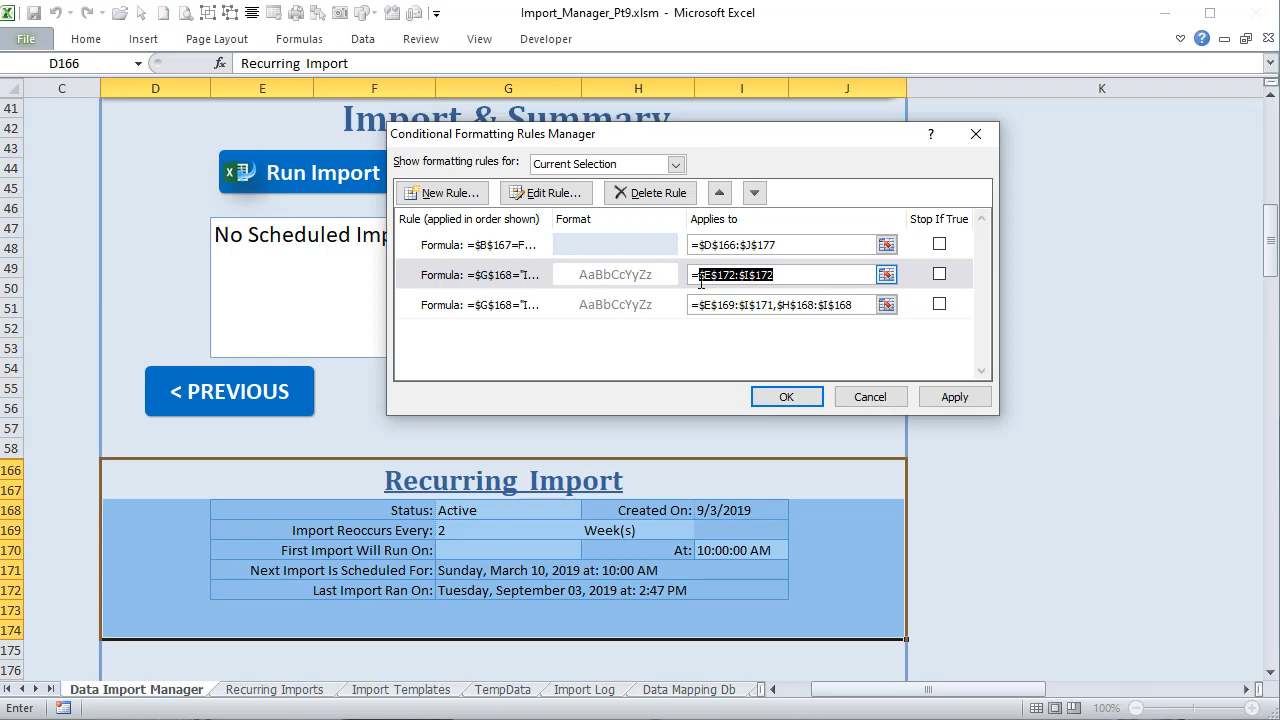 Import_Manager_Pt9.xlsm - Microsoft Excel
File Home Insert Page Layout Formulas Data Review View Developer
D166 fx Recurring Import
C D E F G H I J K
41
42
43
44
45
46
47
48
49
50
51
52
53
54
55
56
57
58
166
167
168
169
170
171
172
173
174
175
176
Import & Summary
Run Import
No Scheduled Imp
< PREVIOUS
Conditional Formatting Rules Manager ?
Show formatting rules for: Current Selection
New Rule... Edit Rule... Delete Rule
Rule (applied in order shown) Format Applies to Stop If True
Formula: =$B$167=F... =$D$166:$J$177
Formula: =$G$168="I... AaBbCcYyZz =$E$172:$I$172
Formula: =$G$168="I... AaBbCcYyZz =$E$169:$I$171,$H$168:$I$168
OK Cancel Apply
Recurring Import
Status: Active Created On: 9/3/2019
Import Reoccurs Every: 2 Week(s)
First Import Will Run On: At: 10:00:00 AM
Next Import Is Scheduled For: Sunday, March 10, 2019 at: 10:00 AM
Last Import Ran On: Tuesday, September 03, 2019 at: 2:47 PM
Data Import Manager Recurring Imports Import Templates TempData Import Log Data Mapping Db
Enter 100%